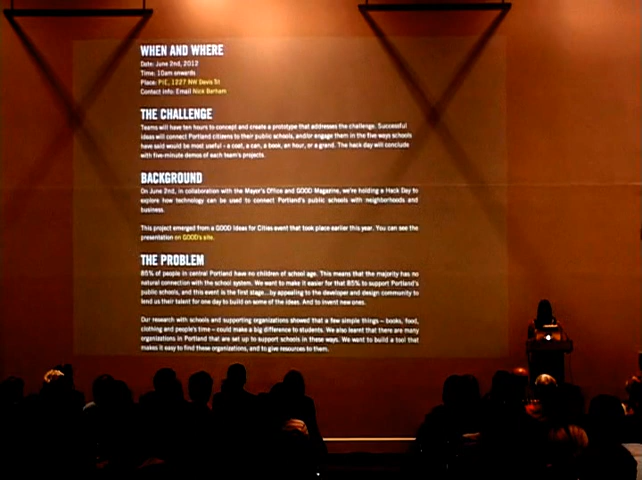 WHEN AND WHERE
Date: June 2nd, 2012
Time: 10am onwards
Place: PIE, 1227 NW Davis St
Contact info: Email Nick Barham
THE CHALLENGE
Teams will have ten hours to concept and create a prototype that addresses the challenge. Successful
ideas will connect Portland citizens to their public schools, and/or engage them in the five ways schools
have said would be most useful - a coat, a can, a book, an hour, or a grand. The hack day will conclude
with five-minute demos of each team's projects.
BACKGROUND
On June 2nd, in collaboration with the Mayor's Office and GOOD Magazine, we're holding a Hack Day to
explore how technology can be used to connect Portland's public schools with neighborhoods and
business.
This project emerged from a GOOD Ideas for Cities event that took place earlier this year. You can see the
presentation on GOOD's site.
THE PROBLEM
85% of people in central Portland have no children of school age. This means that the majority has no
natural connection with the school system. We want to make it easier for that 85% to support Portland's
public schools, and this event is the first stage...by appealing to the developer and design community to
lend us their talent for one day to build on some of the ideas. And to invent new ones.
Our research with schools and supporting organizations showed that a few simple things – books, food,
clothing and people's time – could make a big difference to students. We also learnt that there are many
organizations in Portland that are set up to support schools in these ways. We want to build a tool that
makes it easy to find these organizations, and to give resources to them.